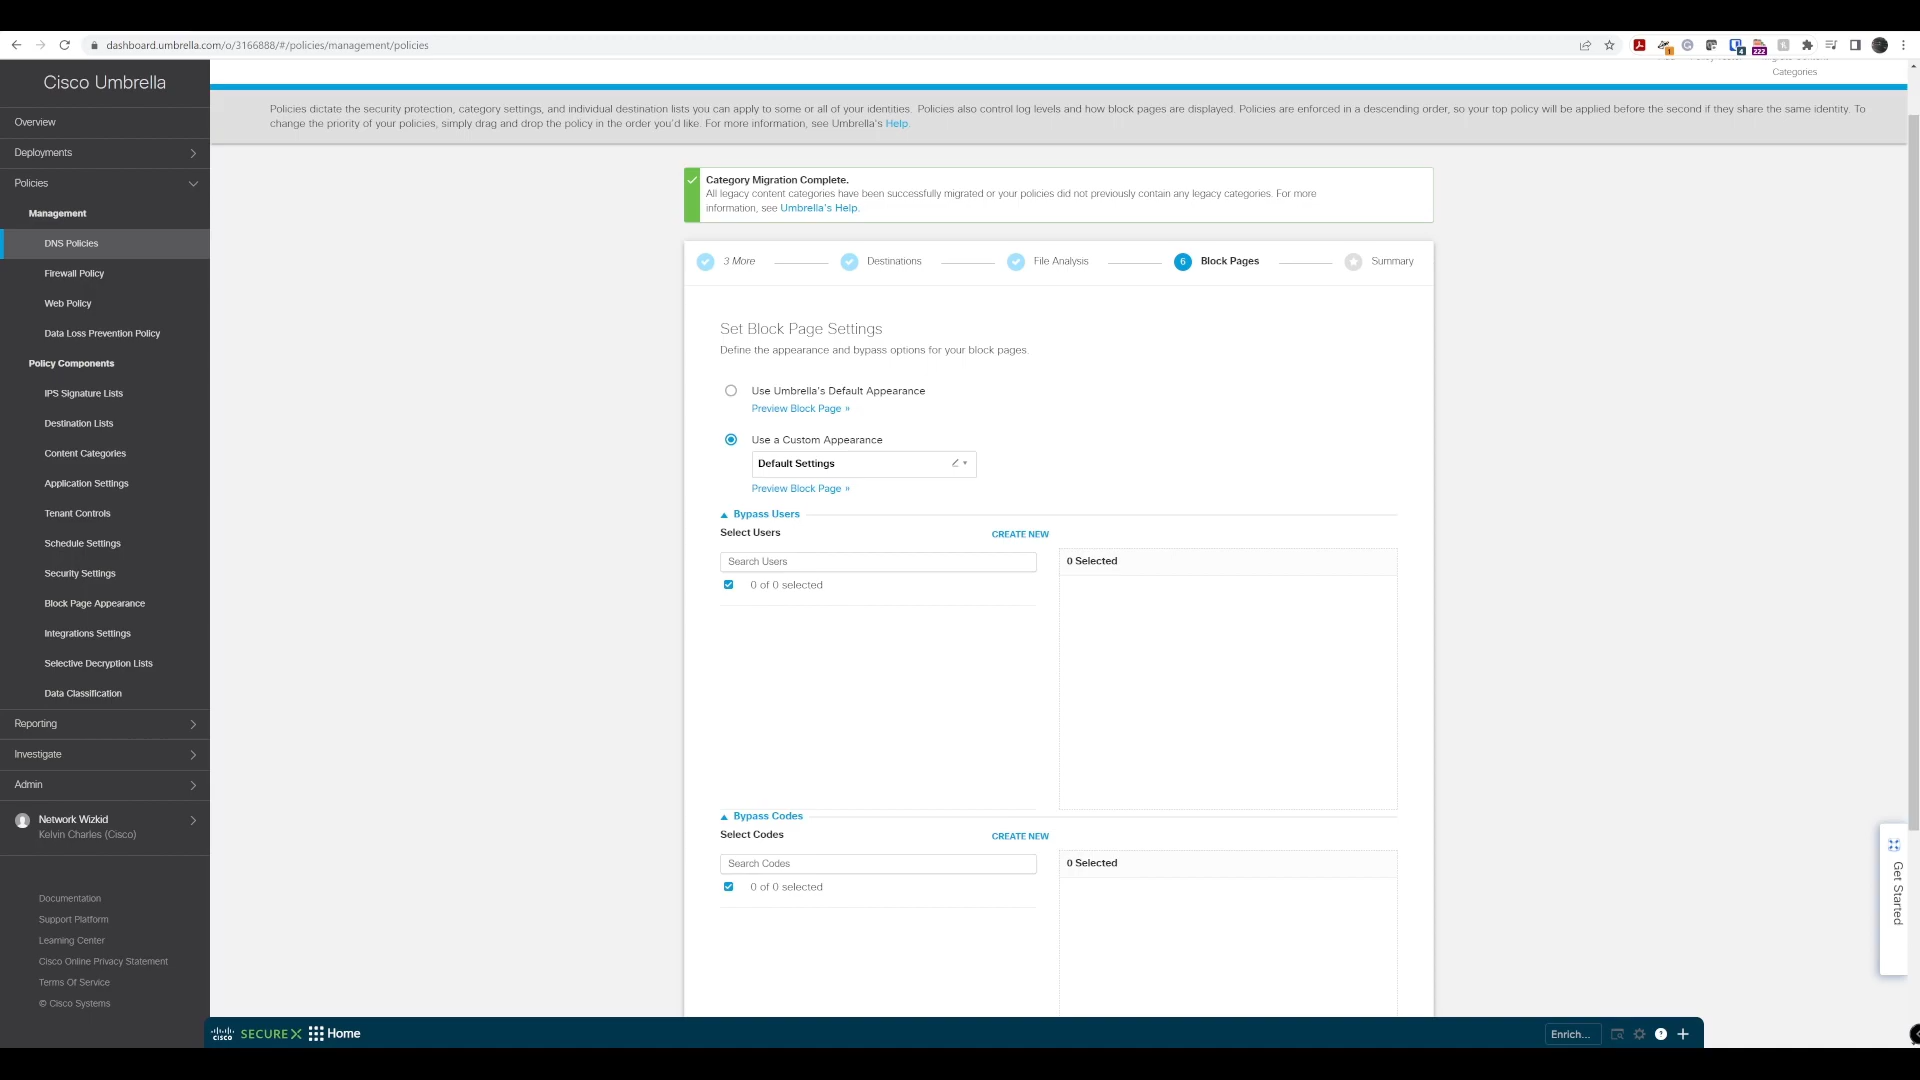 dashboard.umbrella.com/o/3166888/#/policies/management/policies
1
4
222
Cisco Umbrella
Overview
Deployments
Policies
Management
DNS Policies
Firewall Policy
Web Policy
Data Loss Prevention Policy
Policy Components
IPS Signature Lists
Destination Lists
Content Categories
Application Settings
Tenant Controls
Schedule Settings
Security Settings
Block Page Appearance
Integrations Settings
Selective Decryption Lists
Data Classification
Reporting
Investigate
Admin
Network Wizkid
Kelvin Charles (Cisco)
Documentation
Support Platform
Learning Center
Cisco Online Privacy Statement
Terms Of Service
© Cisco Systems
Categories
Policies dictate the security protection, category settings, and individual destination lists you can apply to some or all of your identities. Policies also control log levels and how block pages are displayed. Policies are enforced in a descending order, so your top policy will be applied before the second if they share the same identity. To
change the priority of your policies, simply drag and drop the policy in the order you'd like. For more information, see Umbrella's Help.
Category Migration Complete.
All legacy content categories have been successfully migrated or your policies did not previously contain any legacy categories. For more
information, see Umbrella's Help.
3 More
Destinations
File Analysis
6 Block Pages
Summary
Set Block Page Settings
Define the appearance and bypass options for your block pages.
Use Umbrella's Default Appearance
Preview Block Page »
Use a Custom Appearance
Default Settings
Preview Block Page »
Bypass Users
Select Users
CREATE NEW
Search Users
0 of 0 selected
0 Selected
Bypass Codes
Select Codes
CREATE NEW
Search Codes
0 of 0 selected
0 Selected
Get Started
CISCO SECUREX Home
Enrich...
?